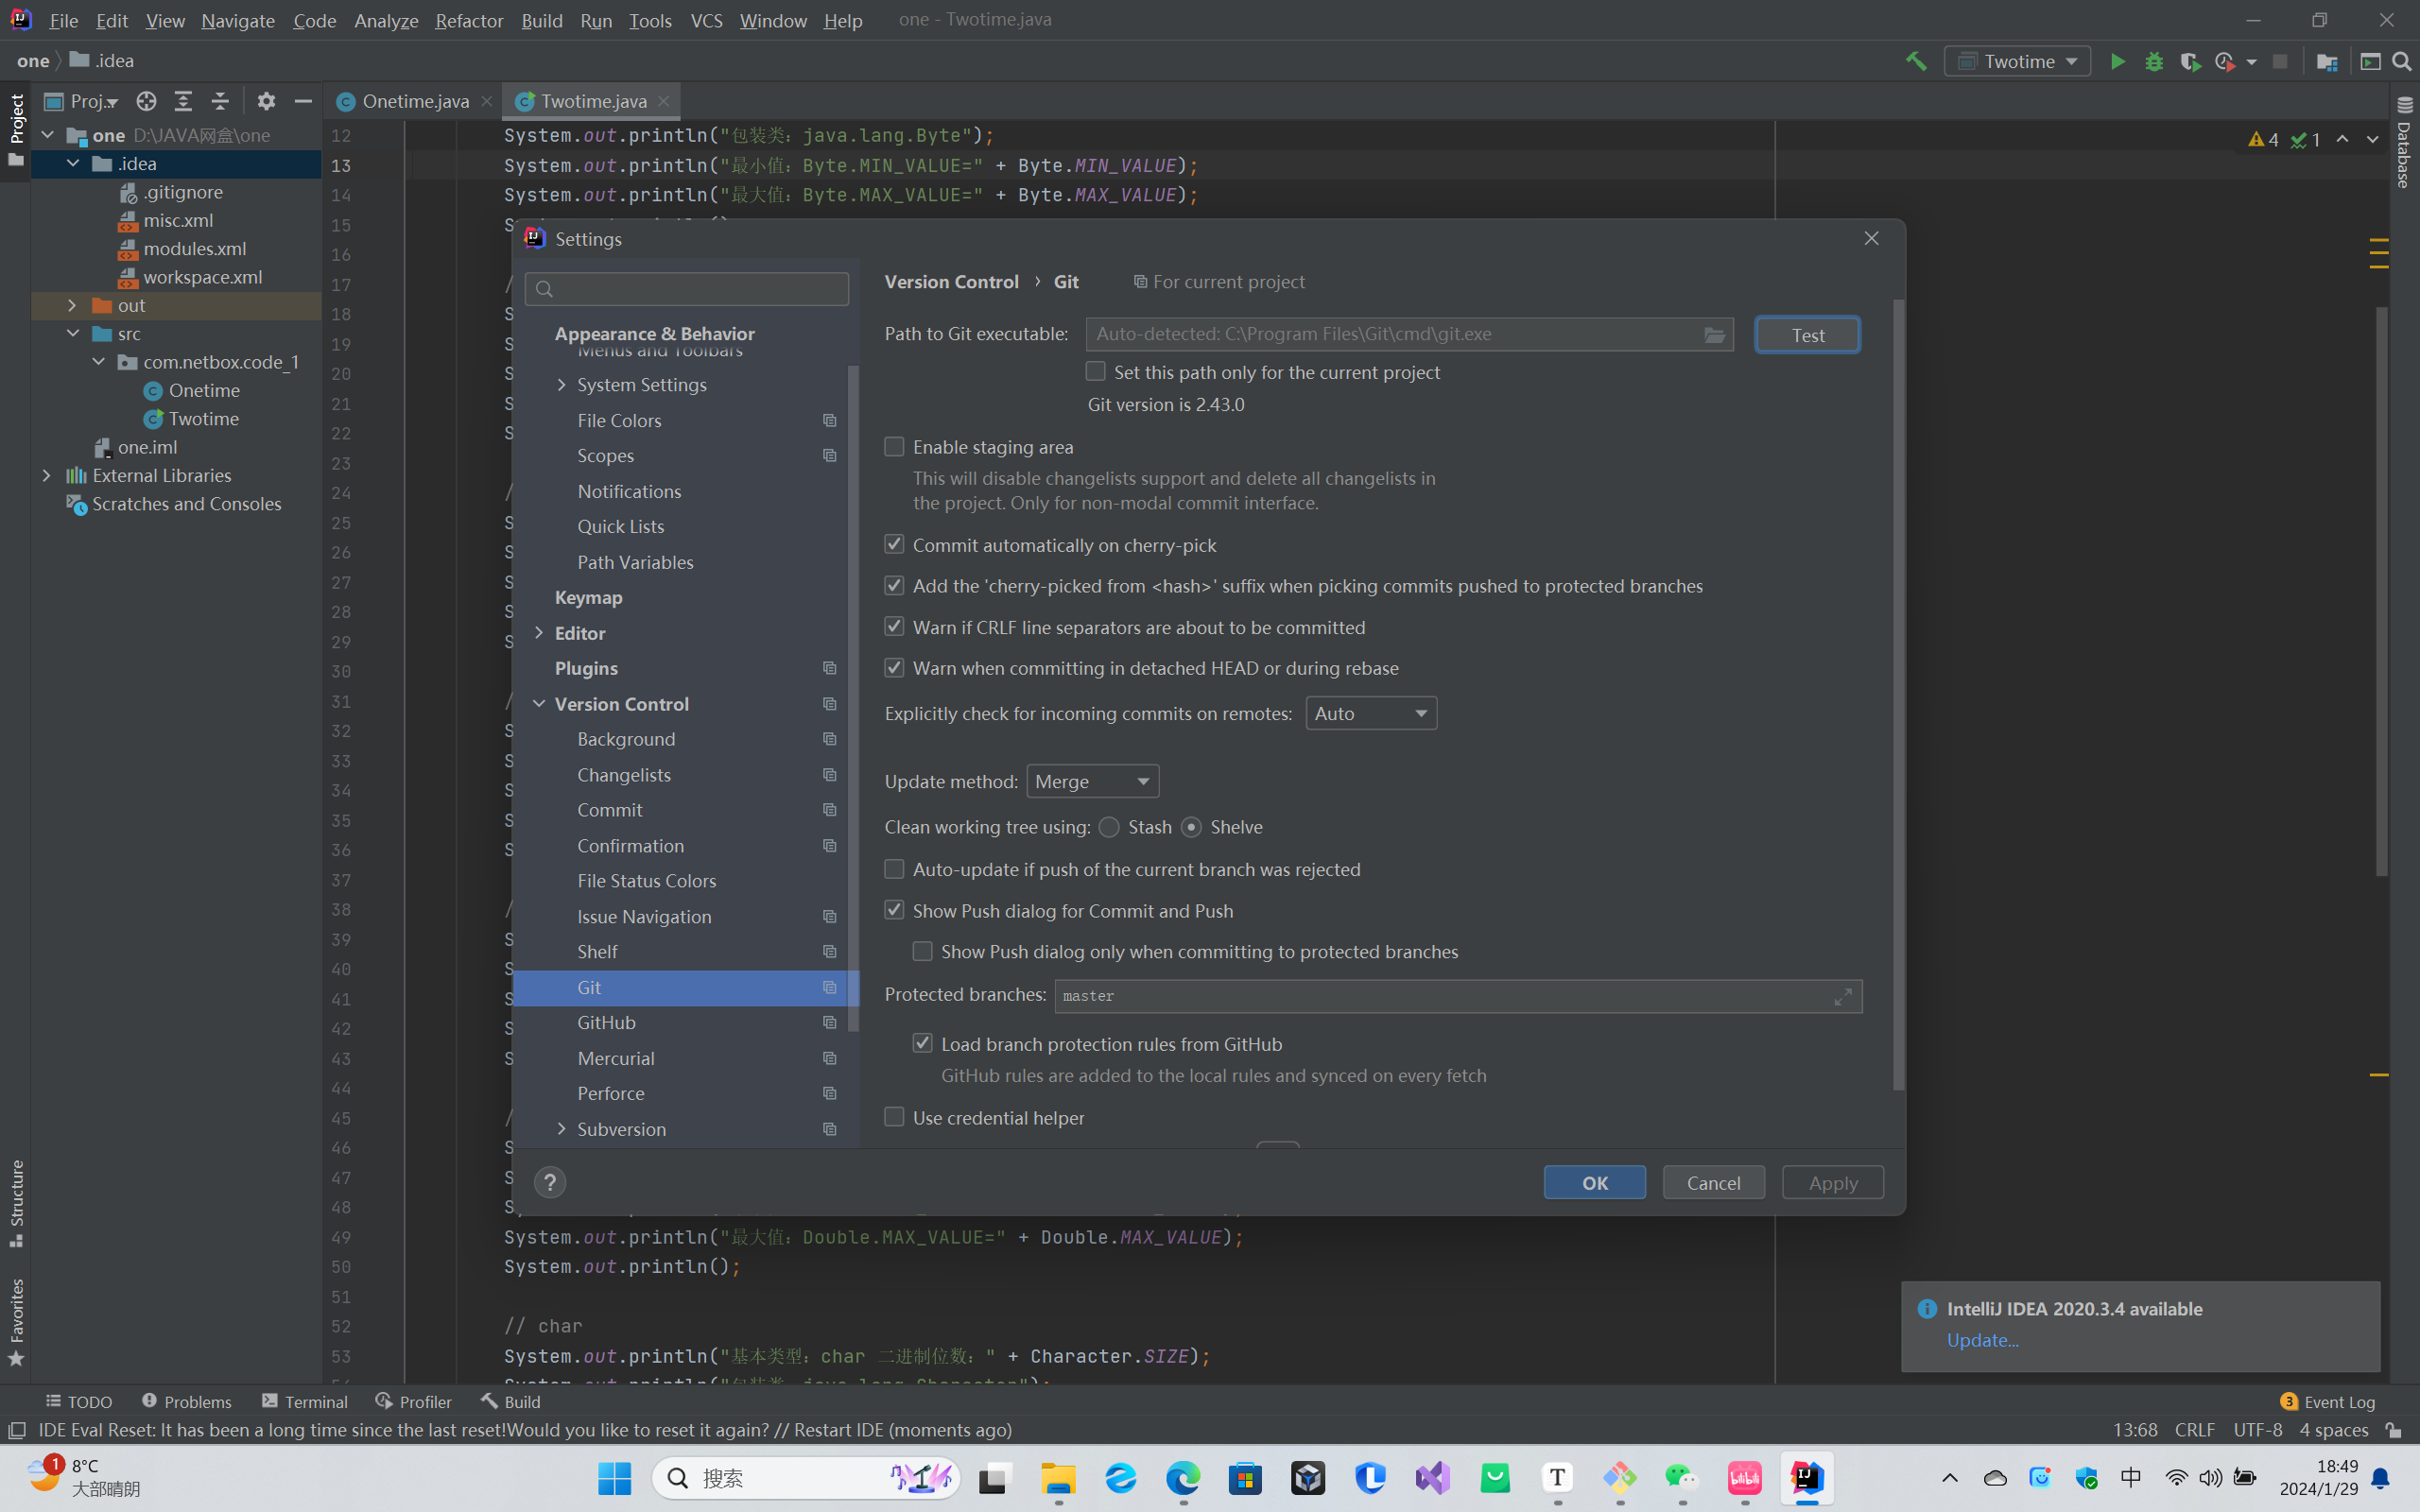 File Edit View Navigate Code Analyze Refactor Build Run Tools VCS Window Help one - Twotime.java
one .idea Twotime
Project Proj... Onetime.java Twotime.java
one D:\JAVA网盒\one
.idea
.gitignore
misc.xml
modules.xml
workspace.xml
out
src
com.netbox.code_1
Onetime
Twotime
one.iml
External Libraries
Scratches and Consoles
Structure
Favorites
Database
4 1
12 System.out.println("包装类: java.lang.Byte");
13 System.out.println("最小值: Byte.MIN_VALUE=" + Byte.MIN_VALUE);
14 System.out.println("最大值: Byte.MAX_VALUE=" + Byte.MAX_VALUE);
15 S
16
17 /
18 S
19 S
20 S
21 S
22 S
23
24 /
25 S
26 S
27 S
28 S
29 S
30
31 /
32 S
33 S
34 S
35 S
36 S
37
38 /
39 S
40 S
41 S
42 S
43 S
44
45 /
46 S
47 S
48 S
49 System.out.println("最大值: Double.MAX_VALUE=" + Double.MAX_VALUE);
50 System.out.println();
51
52 // char
53 System.out.println("基本类型: char 二进制位数: " + Character.SIZE);
System.out.println("包装类: java.lang.Character");
Settings
Appearance & Behavior
Menus and Toolbars
System Settings
File Colors
Scopes
Notifications
Quick Lists
Path Variables
Keymap
Editor
Plugins
Version Control
Background
Changelists
Commit
Confirmation
File Status Colors
Issue Navigation
Shelf
Git
GitHub
Mercurial
Perforce
Subversion
Version Control › Git For current project
Path to Git executable: Auto-detected: C:\Program Files\Git\cmd\git.exe Test
Set this path only for the current project
Git version is 2.43.0
Enable staging area
This will disable changelists support and delete all changelists in
the project. Only for non-modal commit interface.
Commit automatically on cherry-pick
Add the 'cherry-picked from <hash>' suffix when picking commits pushed to protected branches
Warn if CRLF line separators are about to be committed
Warn when committing in detached HEAD or during rebase
Explicitly check for incoming commits on remotes: Auto
Update method: Merge
Clean working tree using: Stash Shelve
Auto-update if push of the current branch was rejected
Show Push dialog for Commit and Push
Show Push dialog only when committing to protected branches
Protected branches: master
Load branch protection rules from GitHub
GitHub rules are added to the local rules and synced on every fetch
Use credential helper
? OK Cancel Apply
IntelliJ IDEA 2020.3.4 available
Update...
TODO Problems Terminal Profiler Build 3 Event Log
IDE Eval Reset: It has been a long time since the last reset!Would you like to reset it again? // Restart IDE (moments ago) 13:68 CRLF UTF-8 4 spaces
1 8°C
大部晴朗
搜索
T
bilibili
IJ
中
18:49
2024/1/29